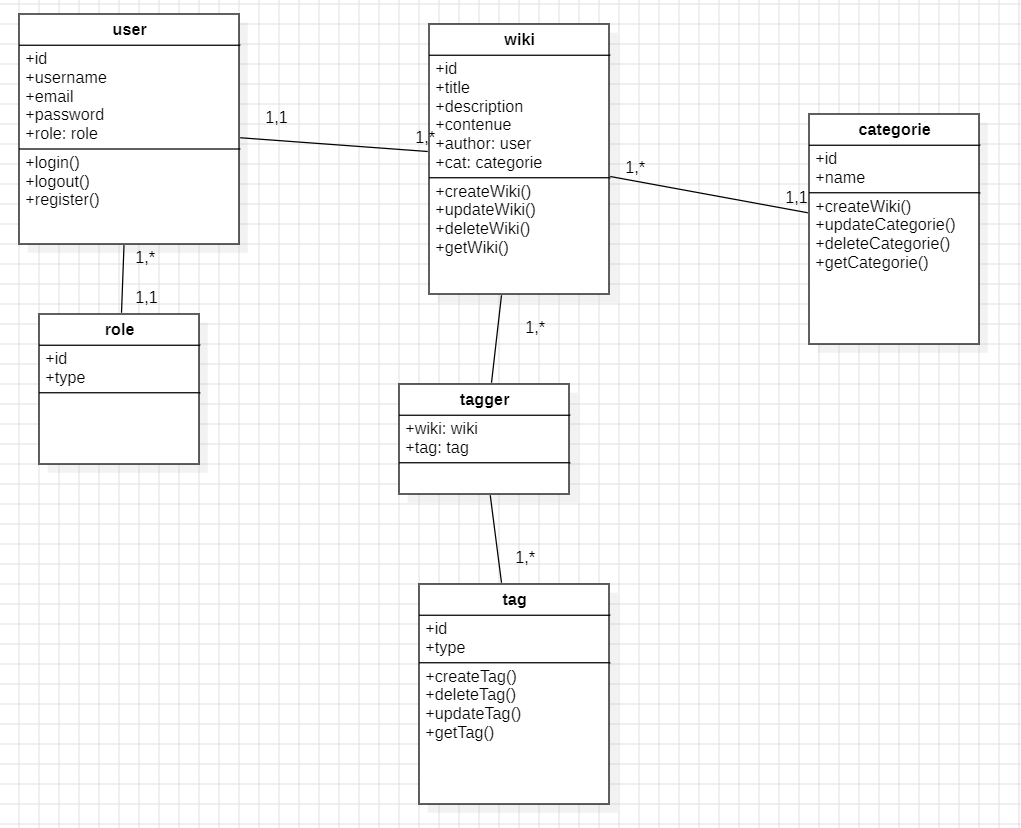 user
+id
+username
+email
+password
+role: role
+login()
+logout()
+register()
1,1
1,*
wiki
+id
+title
+description
+contenue
+author: user
+cat: categorie
+createWiki()
+updateWiki()
+deleteWiki()
+getWiki()
1,*
1,1
categorie
+id
+name
+createWiki()
+updateCategorie()
+deleteCategorie()
+getCategorie()
1,*
1,1
role
+id
+type
1,*
tagger
+wiki: wiki
+tag: tag
1,*
tag
+id
+type
+createTag()
+deleteTag()
+updateTag()
+getTag()